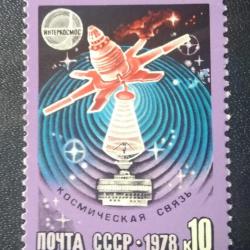 ИНТЕРКОСМОС
КОСМИЧЕСКАЯ СВЯЗЬ
ПОЧТА СССР · 1978 К10